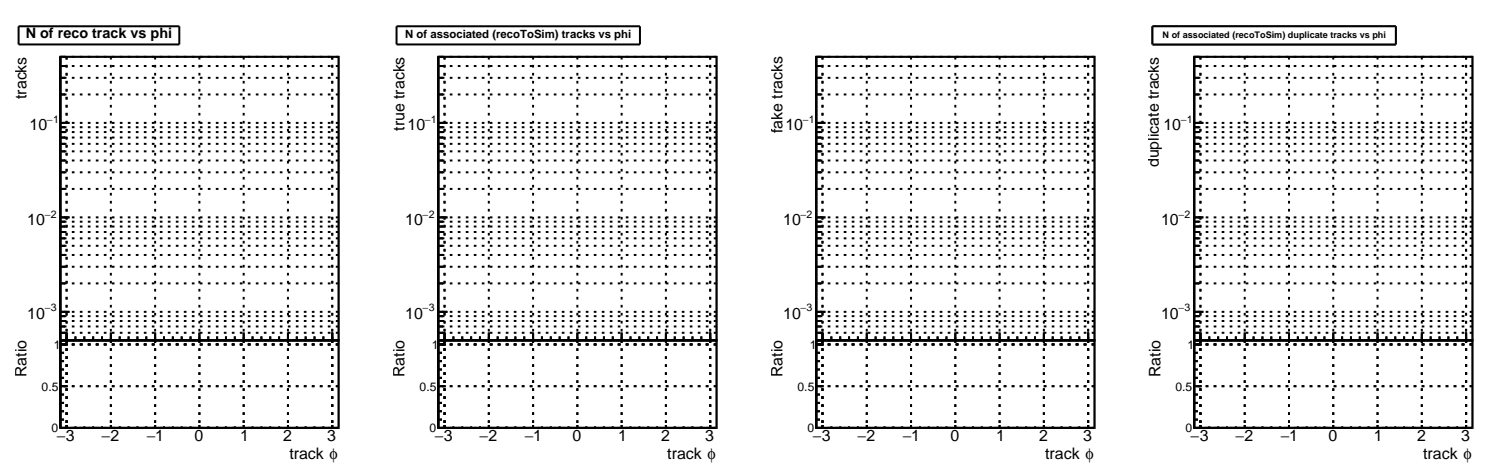 N of reco track vs phi
tracks
10⁻¹
10⁻²
10⁻³
Ratio
1
0.5
0
−3 −2 −1 0 1 2 3
track ϕ
N of associated (recoToSim) tracks vs phi
true tracks
10⁻¹
10⁻²
10⁻³
Ratio
1
0.5
0
−3 −2 −1 0 1 2 3
track ϕ
fake tracks
10⁻¹
10⁻²
10⁻³
Ratio
1
0.5
0
−3 −2 −1 0 1 2 3
track ϕ
N of associated (recoToSim) duplicate tracks vs phi
duplicate tracks
10⁻¹
10⁻²
10⁻³
Ratio
1
0.5
0
−3 −2 −1 0 1 2 3
track ϕ